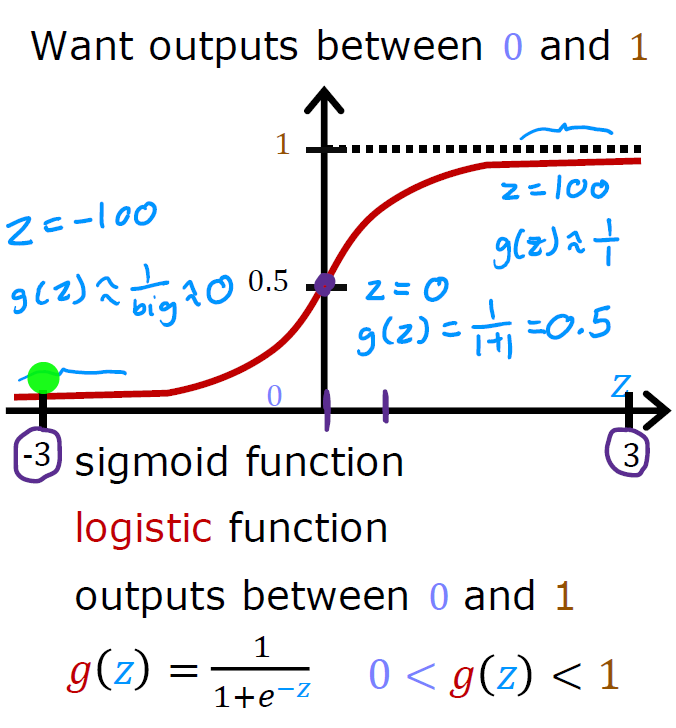 Want outputs between 0 and 1
1
z = 100
z = -100
g(z) ≈ 1/1
g(z) ≈ 1/big ≈ 0
0.5
z = 0
g(z) = 1/1+1 = 0.5
0
z
-3
3
sigmoid function
logistic function
outputs between 0 and 1
g(z) = 1/1+e^-z 0 < g(z) < 1